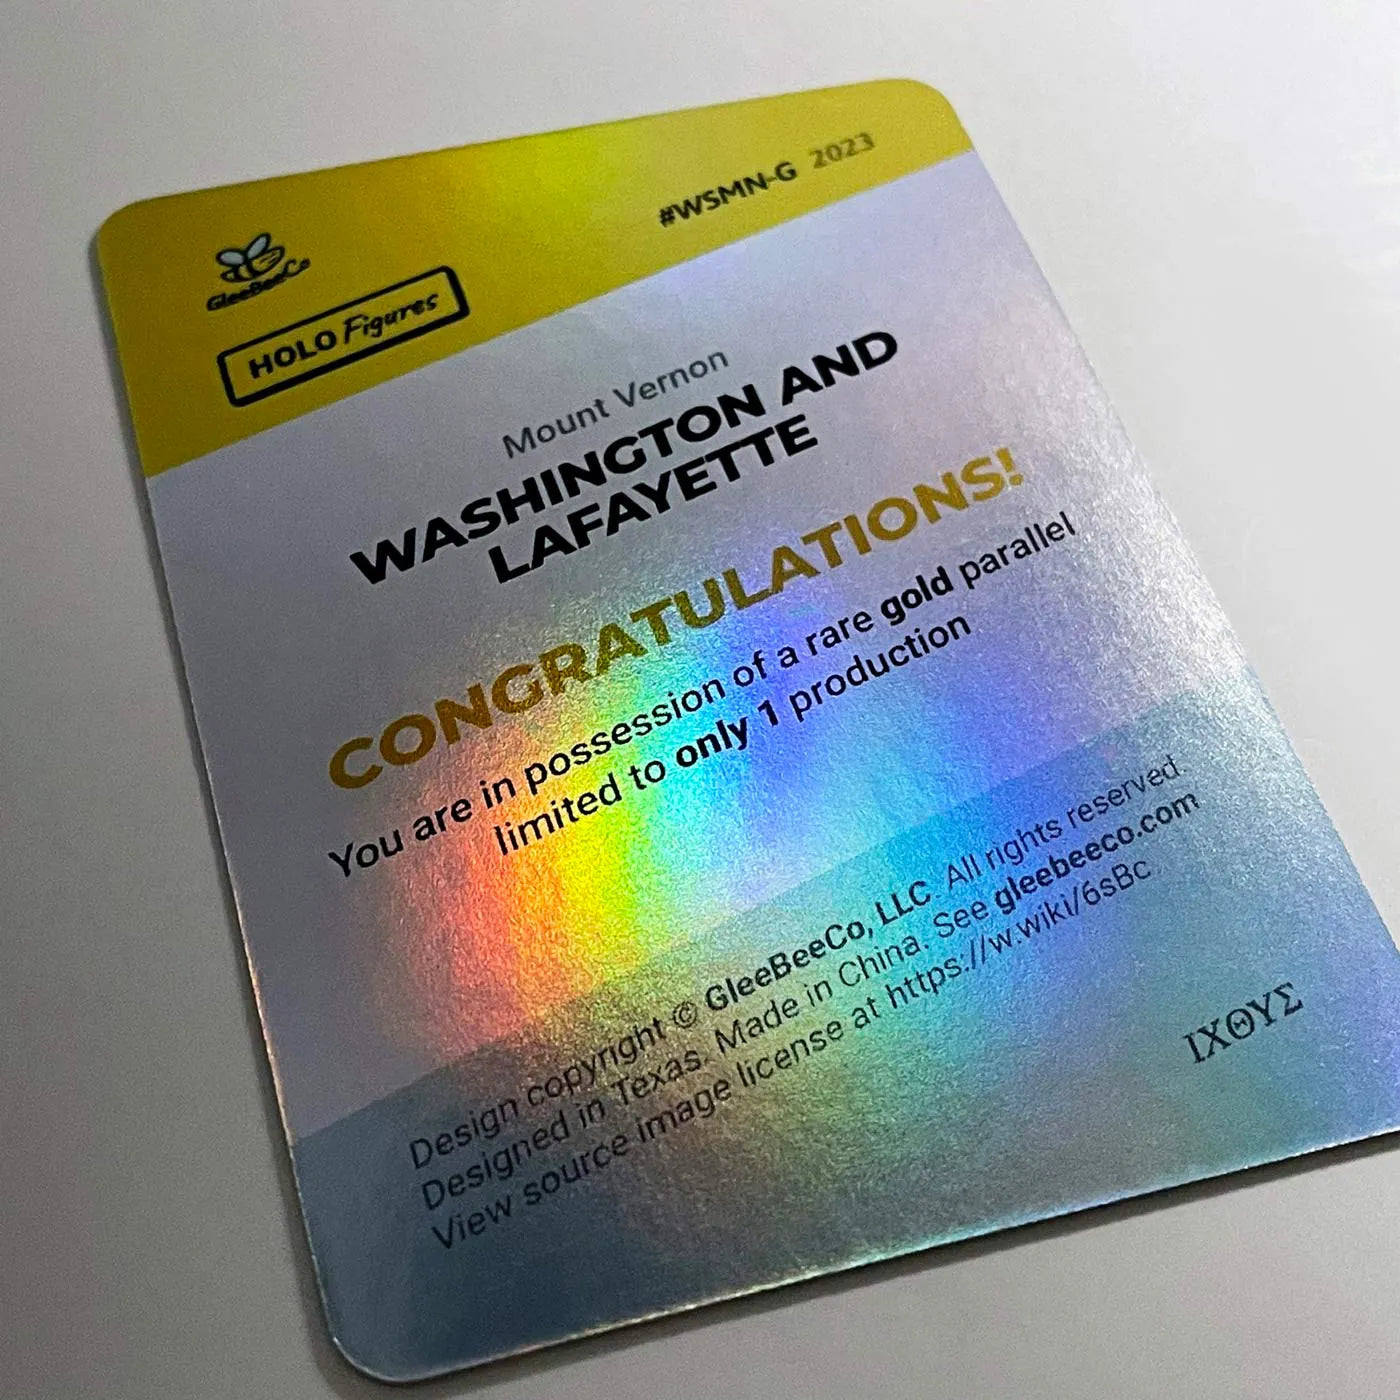 #WSMN-G 2023
GleeBeeCo
HOLO Figures
Mount Vernon
WASHINGTON AND
LAFAYETTE
CONGRATULATIONS!
You are in possession of a rare gold parallel
limited to only 1 production
Design copyright © GleeBeeCo, LLC. All rights reserved.
Designed in Texas. Made in China. See gleebeeco.com
View source image license at https://w.wiki/6sBc
ΙΧΘΥΣ